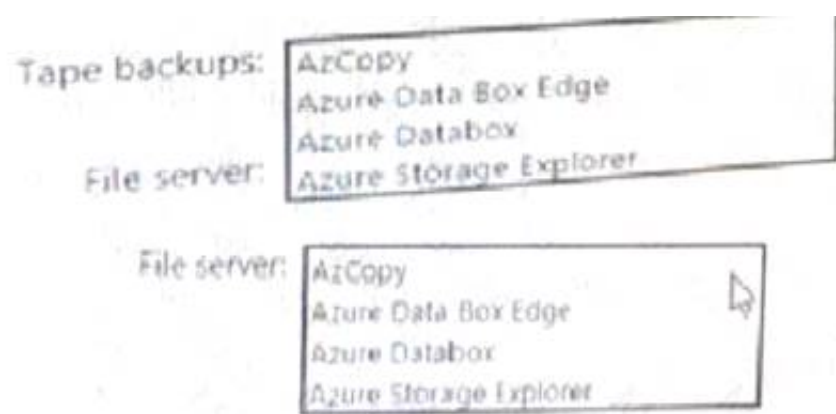 Tape backups: AzCopy
Azure Data Box Edge
Azure Databox
File server: Azure Storage Explorer
File server: AzCopy
Azure Data Box Edge
Azure Databox
Azure Storage Explorer